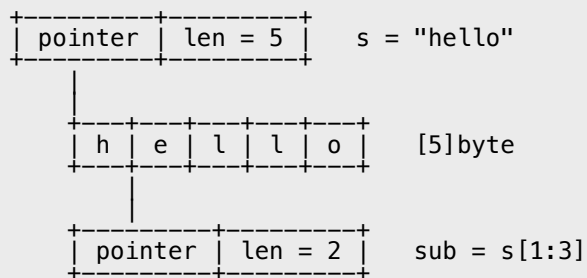 pointer | len = 5 s = "hello"
h | e | l | l | o [5]byte
pointer | len = 2 sub = s[1:3]